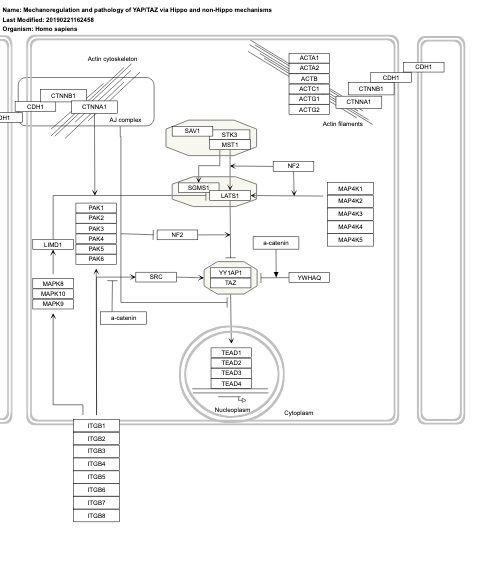 Name: Mechanoregulation and pathology of YAP/TAZ via Hippo and non-Hippo mechanisms
Last Modified: 20190221162458
Organism: Homo sapiens
Actin cytoskeleton
ACTA1
ACTA2
ACTB
ACTC1
ACTG1
ACTG2
Actin filaments
CDH1
CDH1
CTNNB1
CTNNA1
CTNNB1
CDH1
CTNNA1
DH1
AJ complex
SAV1
STK3
MST1
NF2
SGMS1
LATS1
MAP4K1
MAP4K2
MAP4K3
MAP4K4
MAP4K5
PAK1
PAK2
PAK3
PAK4
PAK5
PAK6
LIMD1
NF2
a-catenin
MAPK8
MAPK10
MAPK9
SRC
YY1AP1
TAZ
YWHAQ
a-catenin
TEAD1
TEAD2
TEAD3
TEAD4
Nucleoplasm
Cytoplasm
ITGB1
ITGB2
ITGB3
ITGB4
ITGB5
ITGB6
ITGB7
ITGB8